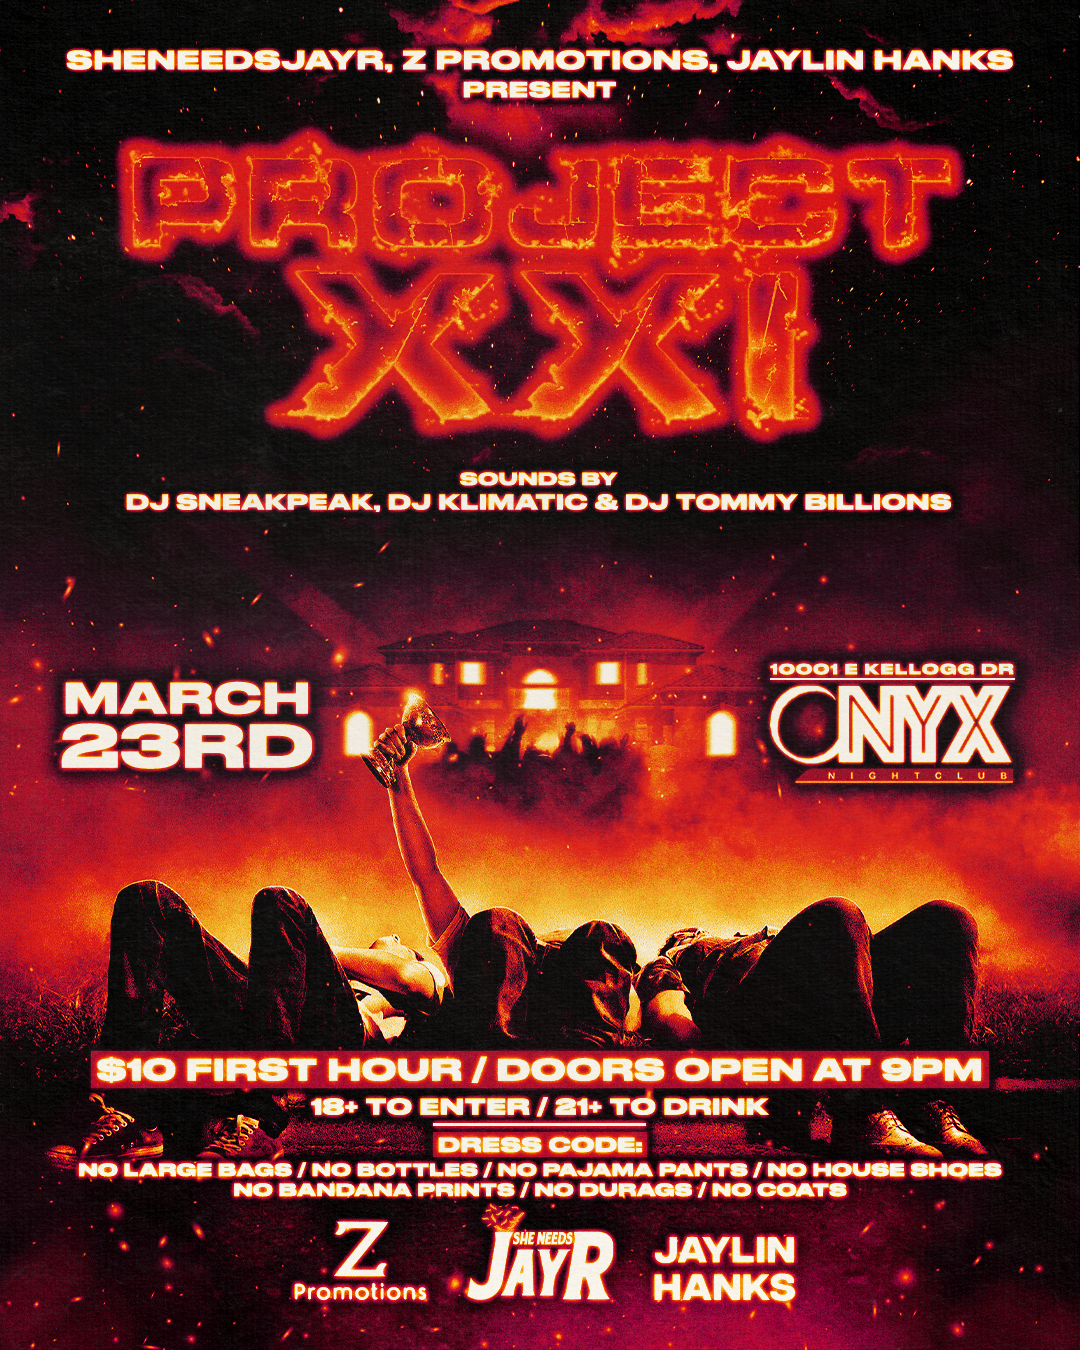 SHENEEDSJAYR, Z PROMOTIONS, JAYLIN HANKS
PRESENT
PROJECT
XXI
SOUNDS BY
DJ SNEAKPEAK, DJ KLIMATIC & DJ TOMMY BILLIONS
MARCH
23RD
10001 E KELLOGG DR
ONYX
NIGHTCLUB
$10 FIRST HOUR / DOORS OPEN AT 9PM
18+ TO ENTER / 21+ TO DRINK
DRESS CODE:
NO LARGE BAGS / NO BOTTLES / NO PAJAMA PANTS / NO HOUSE SHOES
NO BANDANA PRINTS / NO DURAGS / NO COATS
Z
Promotions
SHE NEEDS
JAYR
JAYLIN
HANKS